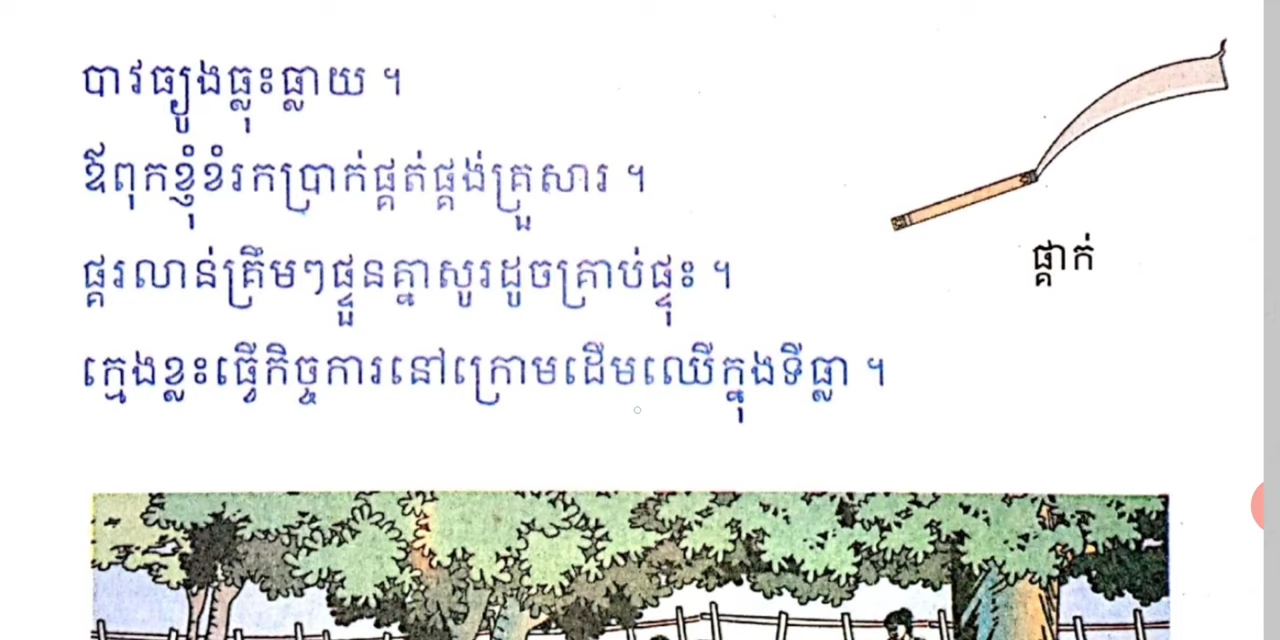 បាវធ្យូងធ្លុះធ្លាយ ។
ឪពុកខ្ញុំខំរកប្រាក់ផ្គត់ផ្គង់គ្រួសារ ។
ផ្គាក់
ផ្គរលាន់គ្រឹមៗផ្ទួនគ្នាសូរដូចគ្រាប់ផ្ទុះ ។
ក្មេងខ្លះធ្វើកិច្ចការនៅក្រោមដើមឈើក្នុងទីធ្លា ។